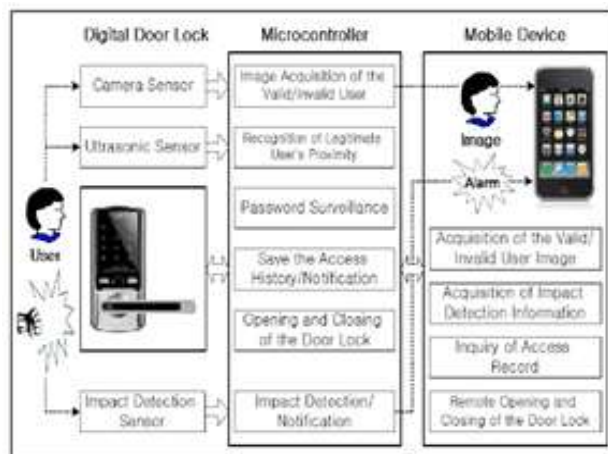 Digital Door Lock
Microcontroller
Mobile Device
Camera Sensor
Image Acquisition of the
Valid/Invalid User
Image
Ultrasonic Sensor
Recognition of Legitimate
User's Proximity
Alarm
User
Password Surveillance
Save the Access
History/Notification
Opening and Closing
of the Door Lock
Acquisition of the Valid/
Invalid User Image
Acquisition of Impact
Detection Information
Inquiry of Access
Record
Impact Detection
Sensor
Impact Detection/
Notification
Remote Opening and
Closing of the Door Lock